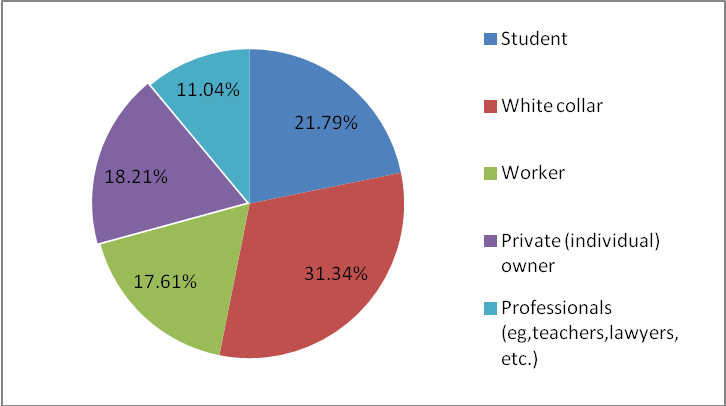 Student
White collar
Worker
Private (individual)
owner
Professionals
(eg,teachers,lawyers,
etc.)
11.04%
21.79%
18.21%
17.61%
31.34%